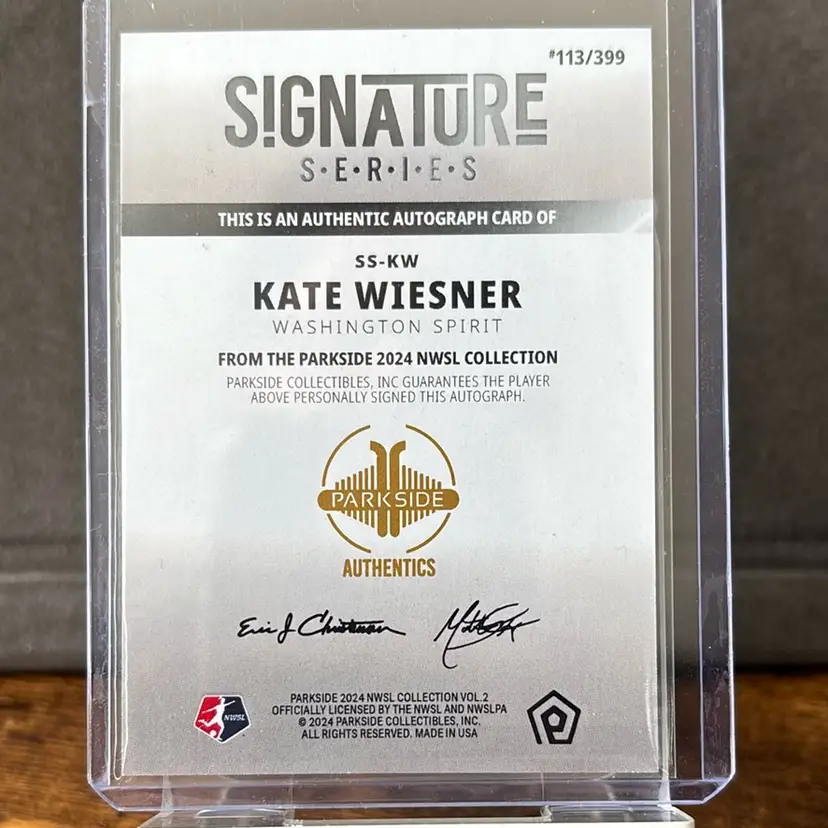 #113/399
SIGNATURE
S•E•R•I•E•S
THIS IS AN AUTHENTIC AUTOGRAPH CARD OF
SS-KW
KATE WIESNER
WASHINGTON SPIRIT
FROM THE PARKSIDE 2024 NWSL COLLECTION
PARKSIDE COLLECTIBLES, INC GUARANTEES THE PLAYER
ABOVE PERSONALLY SIGNED THIS AUTOGRAPH.
PARKSIDE
AUTHENTICS
Eric J Christman
NWSL
PARKSIDE 2024 NWSL COLLECTION VOL.2
OFFICIALLY LICENSED BY THE NWSL AND NWSLPA
© 2024 PARKSIDE COLLECTIBLES, INC.
ALL RIGHTS RESERVED. MADE IN USA